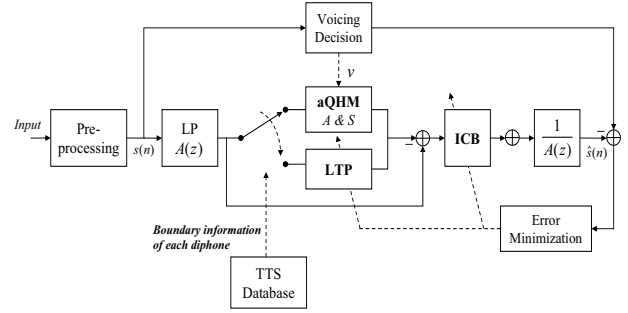 Voicing
Decision
v
Input
Pre-
processing
s(n)
LP
A(z)
aQHM
A & S
LTP
−
ICB
1
A(z)
−
ŝ(n)
Boundary information
of each diphone
Error
Minimization
TTS
Database